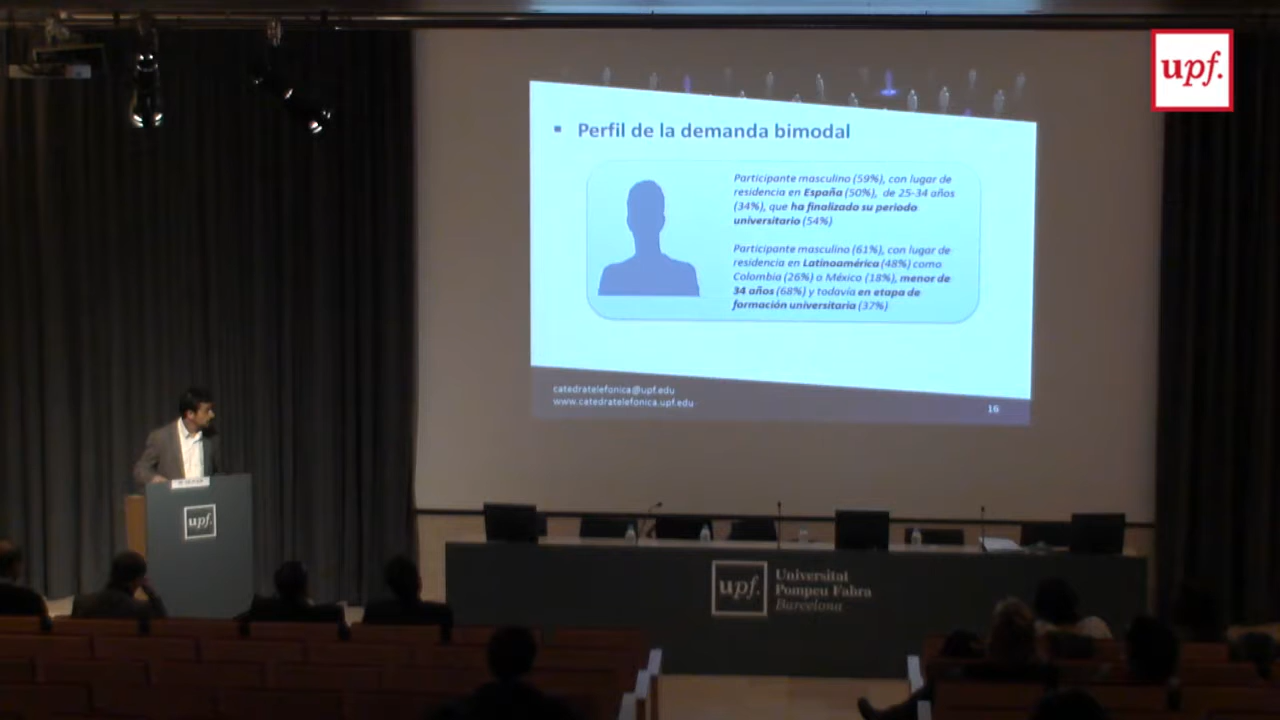 upf.
▪ Perfil de la demanda bimodal
Participante masculino (59%), con lugar de
residencia en España (50%), de 25-34 años
(34%), que ha finalizado su periodo
universitario (54%)
Participante masculino (61%), con lugar de
residencia en Latinoamérica (48%) como
Colombia (26%) o México (18%), menor de
34 años (68%) y todavía en etapa de
formación universitaria (37%)
catedratelefonica@upf.edu
www.catedratelefonica.upf.edu
16
upf.
upf.
Universitat
Pompeu Fabra
Barcelona